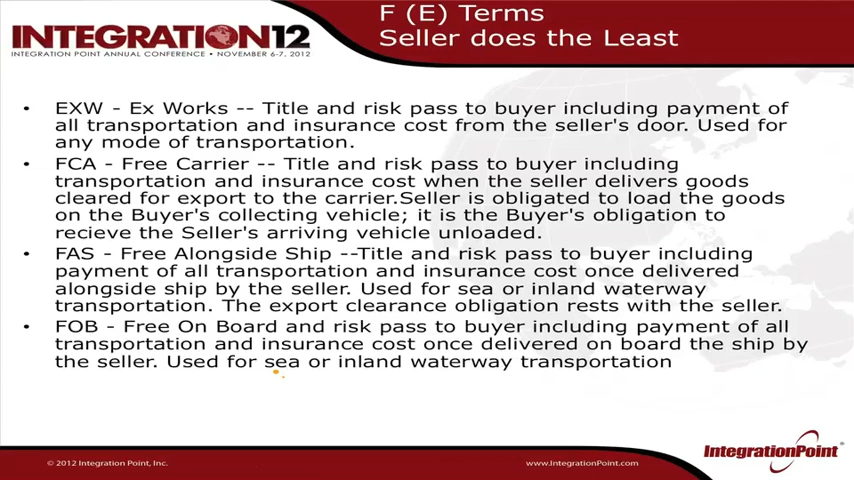 INTEGRATION12
INTEGRATION POINT ANNUAL CONFERENCE • NOVEMBER 6-7, 2012
F (E) Terms
Seller does the Least
• EXW - Ex Works -- Title and risk pass to buyer including payment of
all transportation and insurance cost from the seller's door. Used for
any mode of transportation.
• FCA - Free Carrier -- Title and risk pass to buyer including
transportation and insurance cost when the seller delivers goods
cleared for export to the carrier.Seller is obligated to load the goods
on the Buyer's collecting vehicle; it is the Buyer's obligation to
recieve the Seller's arriving vehicle unloaded.
• FAS - Free Alongside Ship --Title and risk pass to buyer including
payment of all transportation and insurance cost once delivered
alongside ship by the seller. Used for sea or inland waterway
transportation. The export clearance obligation rests with the seller.
• FOB - Free On Board and risk pass to buyer including payment of all
transportation and insurance cost once delivered on board the ship by
the seller. Used for sea or inland waterway transportation
IntegrationPoint®
© 2012 Integration Point, Inc.
www.IntegrationPoint.com